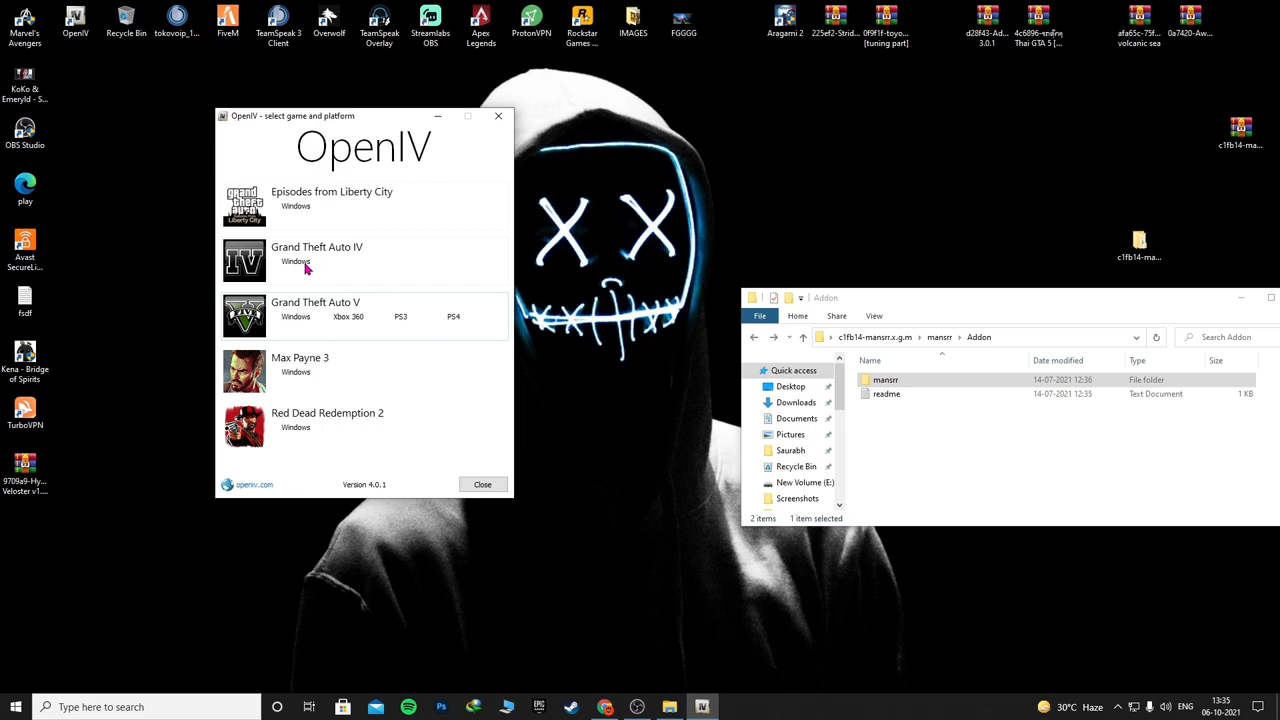 Marvel's
Avengers
OpenIV
Recycle Bin
tokovoip_1...
FiveM
TeamSpeak 3
Client
Overwolf
TeamSpeak
Overlay
Streamlabs
OBS
Apex
Legends
ProtonVPN
Rockstar
Games ...
IMAGES
FGGGG
Aragami 2
225ef2-Strid...
0f9f1f-toyo...
[tuning part]
d28f43-Ad...
3.0.1
4c6896-รถตุ๊กๆ
Thai GTA 5 [...
afa65c-75f...
volcanic sea
0a7420-Aw...
KoKo &
Emeryld - S...
OBS Studio
play
Avast
SecureLi...
fsdf
Kena - Bridge
of Spirits
TurboVPN
9709a9-Hy...
Veloster v1....
c1fb14-ma...
c1fb14-ma...
OpenIV - select game and platform
OpenIV
Episodes from Liberty City
Windows
Grand Theft Auto IV
Windows
Grand Theft Auto V
Windows Xbox 360 PS3 PS4
Max Payne 3
Windows
Red Dead Redemption 2
Windows
openiv.com
Version 4.0.1
Close
Addon
File Home Share View
c1fb14-mansrr.x.g.m › mansrr › Addon
Search Addon
Name Date modified Type Size
Quick access
Desktop
Downloads
Documents
Pictures
Saurabh
Recycle Bin
New Volume (E:)
Screenshots
mansrr 14-07-2021 12:36 File folder
readme 14-07-2021 12:35 Text Document 1 KB
2 items 1 item selected
Type here to search
30°C Haze
ENG
13:35
06-10-2021